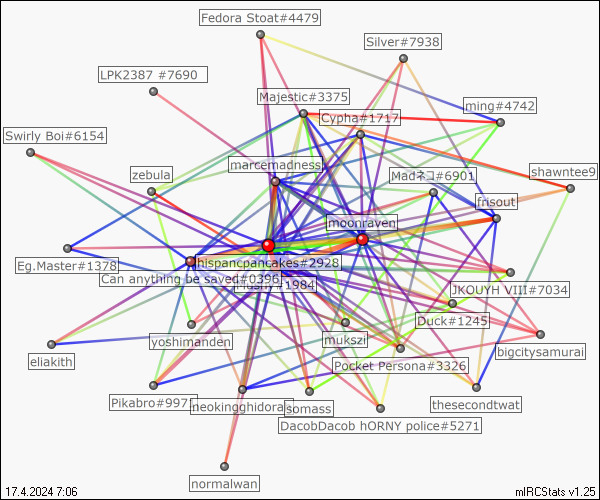 Fedora Stoat#4479
Silver#7938
LPK2387 #7690
Majestic#3375
ming#4742
Cypha#1717
Swirly Boi#6154
marcemadness
zebula
Madネコ#6901
shawntee9
fnsout
moonraven
hispancpancakes#2928
Eg.Master#1378
Can anything be saved#0396
#1984
JKOUYH VIII#7034
Duck#1245
yoshimanden
mukszi
bigcitysamurai
eliakith
Pocket Persona#3326
Pikabro#997
neokingghidorah
somass
thesecondtwat
DacobDacob hORNY police#5271
normalwan
17.4.2024 7:06
mIRCStats v1.25